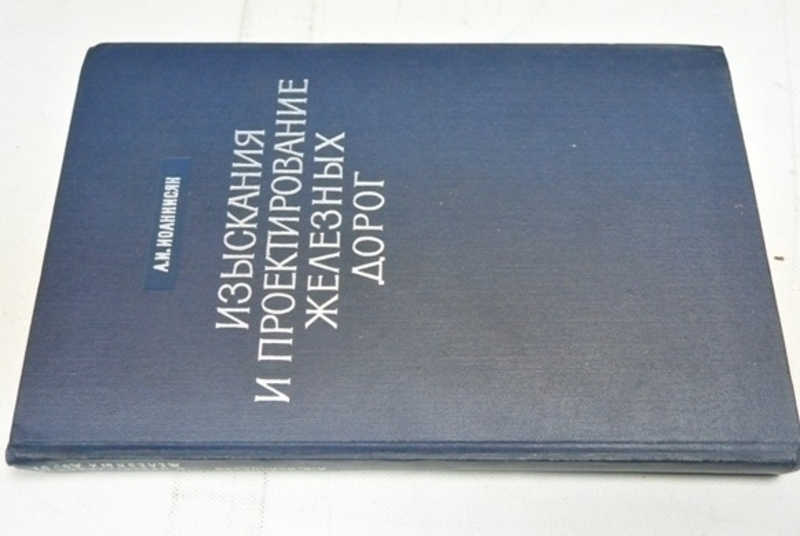 А.И. ИОАННИСЯН
ИЗЫСКАНИЯ
И ПРОЕКТИРОВАНИЕ
ЖЕЛЕЗНЫХ
ДОРОГ